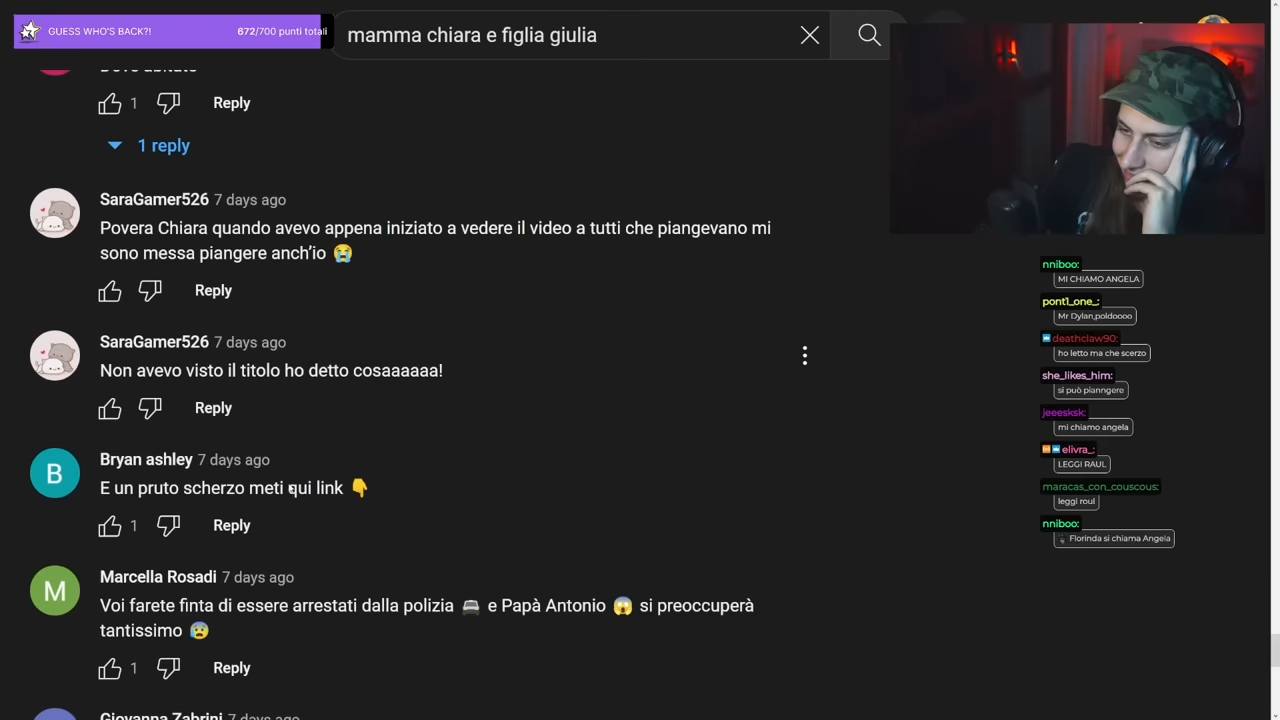 GUESS WHO'S BACK?!
672/700 punti totali
mamma chiara e figlia giulia
1
Reply
1 reply
SaraGamer526 7 days ago
Povera Chiara quando avevo appena iniziato a vedere il video a tutti che piangevano mi
sono messa piangere anch'io 😭
Reply
SaraGamer526 7 days ago
Non avevo visto il titolo ho detto cosaaaaaa!
Reply
B
Bryan ashley 7 days ago
E un pruto scherzo meti qui link 👇
1
Reply
M
Marcella Rosadi 7 days ago
Voi farete finta di essere arrestati dalla polizia 🚔 e Papà Antonio 😱 si preoccuperà
tantissimo 😰
1
Reply
Giovanna Zabrini 7 days ago
nniboo:
MI CHIAMO ANGELA
pont1_one_:
Mr Dylan,poldoooo
deathclaw90:
ho letto ma che scerzo
she_likes_him:
si può pianngere
jeeesksk:
mi chiamo angela
elivra_:
LEGGI RAUL
maracas_con_couscous:
leggi roul
nniboo:
Florinda si chiama Angela